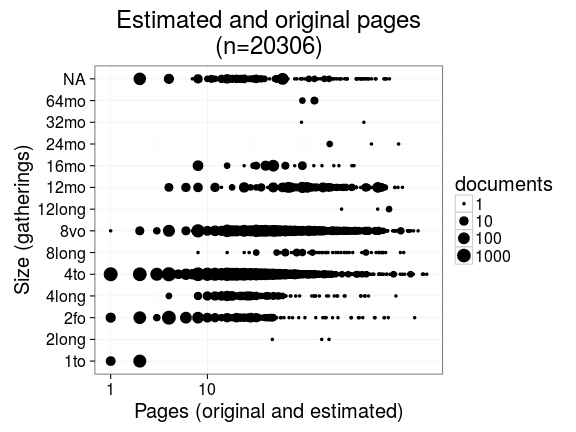 Estimated and original pages
(n=20306)
Size (gatherings)
NA
64mo
32mo
24mo
16mo
12mo
12long
8vo
8long
4to
4long
2fo
2long
1to
1
10
Pages (original and estimated)
documents
1
10
100
1000